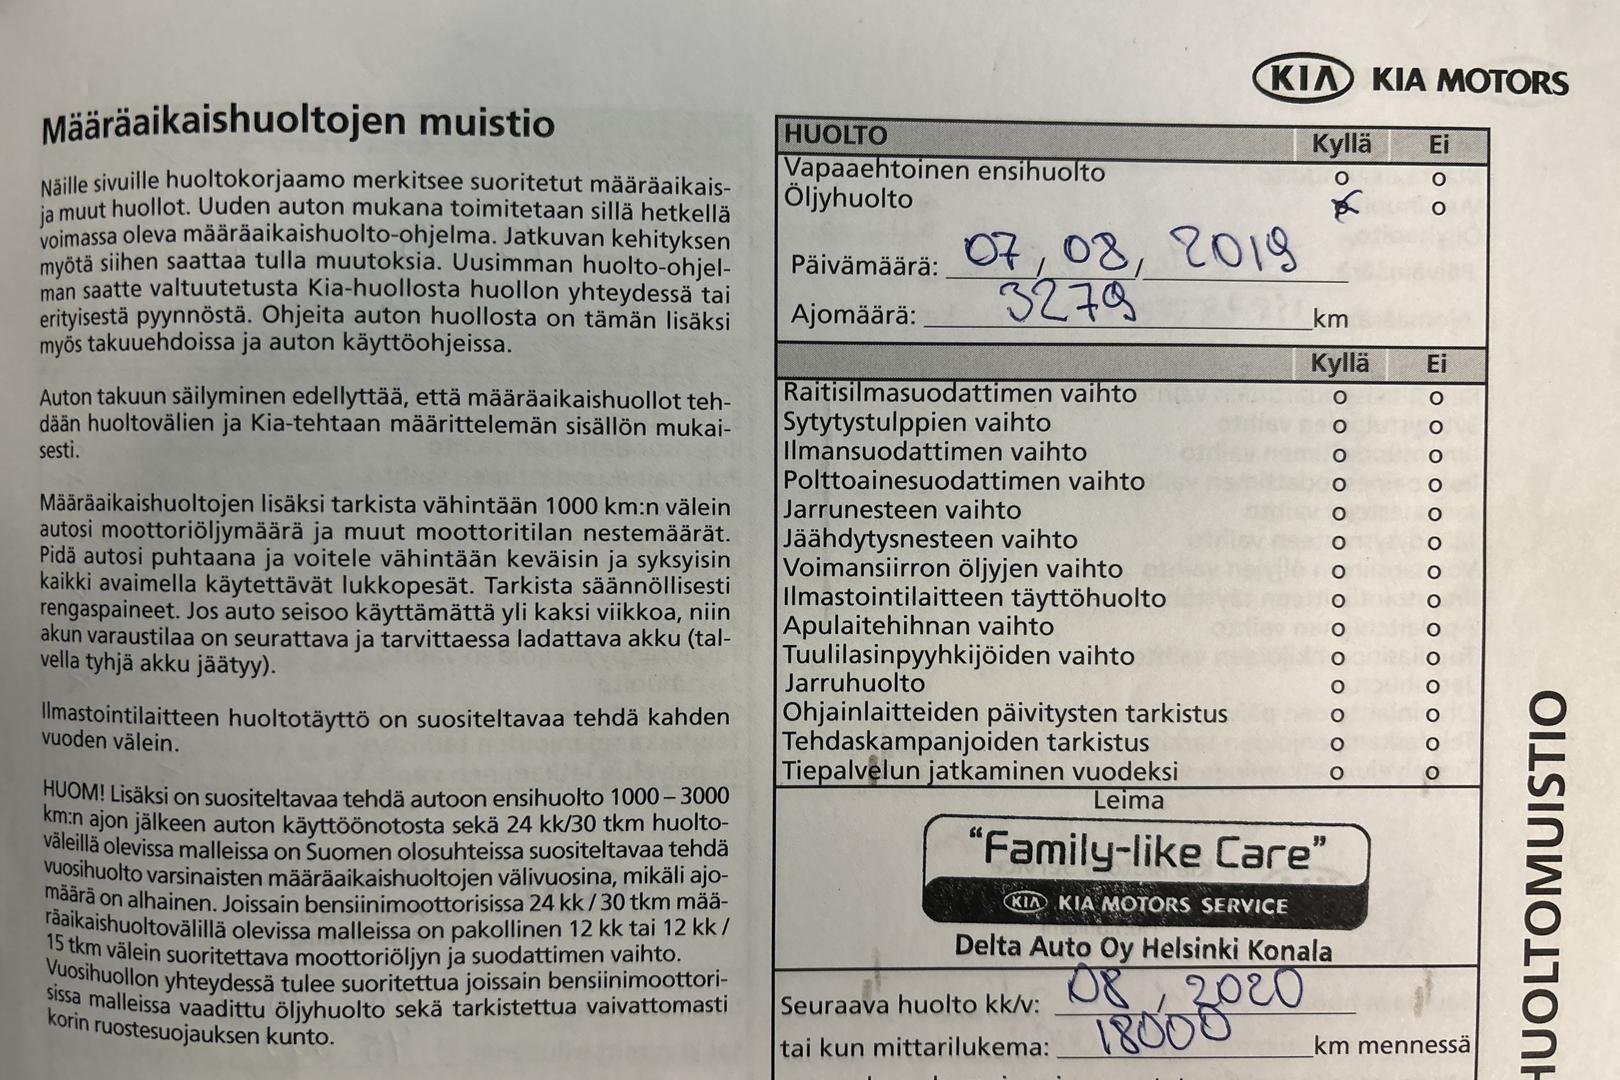 KIA KIA MOTORS
Määräaikaishuoltojen muistio
Näille sivuille huoltokorjaamo merkitsee suoritetut määräaikais-
ja muut huollot. Uuden auton mukana toimitetaan sillä hetkellä
voimassa oleva määräaikaishuolto-ohjelma. Jatkuvan kehityksen
myötä siihen saattaa tulla muutoksia. Uusimman huolto-ohjel-
man saatte valtuutetusta Kia-huollosta huollon yhteydessä tai
erityisestä pyynnöstä. Ohjeita auton huollosta on tämän lisäksi
myös takuuehdoissa ja auton käyttöohjeissa.
Auton takuun säilyminen edellyttää, että määräaikaishuollot teh-
dään huoltovälien ja Kia-tehtaan määrittelemän sisällön mukai-
sesti.
Määräaikaishuoltojen lisäksi tarkista vähintään 1000 km:n välein
autosi moottoriöljymäärä ja muut moottoritilan nestemäärät.
Pidä autosi puhtaana ja voitele vähintään keväisin ja syksyisin
kaikki avaimella käytettävät lukkopesät. Tarkista säännöllisesti
rengaspaineet. Jos auto seisoo käyttämättä yli kaksi viikkoa, niin
akun varaustilaa on seurattava ja tarvittaessa ladattava akku (tal-
vella tyhjä akku jäätyy).
Ilmastointilaitteen huoltotäyttö on suositeltavaa tehdä kahden
vuoden välein.
HUOM! Lisäksi on suositeltavaa tehdä autoon ensihuolto 1000 – 3000
km:n ajon jälkeen auton käyttöönotosta sekä 24 kk/30 tkm huolto-
väleillä olevissa malleissa on Suomen olosuhteissa suositeltavaa tehdä
vuosihuolto varsinaisten määräaikaishuoltojen välivuosina, mikäli ajo-
määrä on alhainen. Joissain bensiinimoottorisissa 24 kk / 30 tkm mää-
räaikaishuoltovälillä olevissa malleissa on pakollinen 12 kk tai 12 kk /
15 tkm välein suoritettava moottoriöljyn ja suodattimen vaihto.
Vuosihuollon yhteydessä tulee suoritettua joissain bensiinimoottori-
sissa malleissa vaadittu öljyhuolto sekä tarkistettua vaivattomasti
korin ruostesuojauksen kunto.
HUOLTO Kyllä Ei
Vapaaehtoinen ensihuolto o o
Öljyhuolto x o
Päivämäärä: 07 / 08 / 2019
Ajomäärä: 3279 km
Kyllä Ei
Raitisilmasuodattimen vaihto o o
Sytytystulppien vaihto o o
Ilmansuodattimen vaihto o o
Polttoainesuodattimen vaihto o o
Jarrunesteen vaihto o o
Jäähdytysnesteen vaihto o o
Voimansiirron öljyjen vaihto o o
Ilmastointilaitteen täyttöhuolto o o
Apulaitehihnan vaihto o o
Tuulilasinpyyhkijöiden vaihto o o
Jarruhuolto o o
Ohjainlaitteiden päivitysten tarkistus o o
Tehdaskampanjoiden tarkistus o o
Tiepalvelun jatkaminen vuodeksi o o
Leima
"Family-like Care"
KIA KIA MOTORS SERVICE
Delta Auto Oy Helsinki Konala
Seuraava huolto kk/v: 08 / 2020
tai kun mittarilukema: 18000 km mennessä
HUOLTOMUISTIO